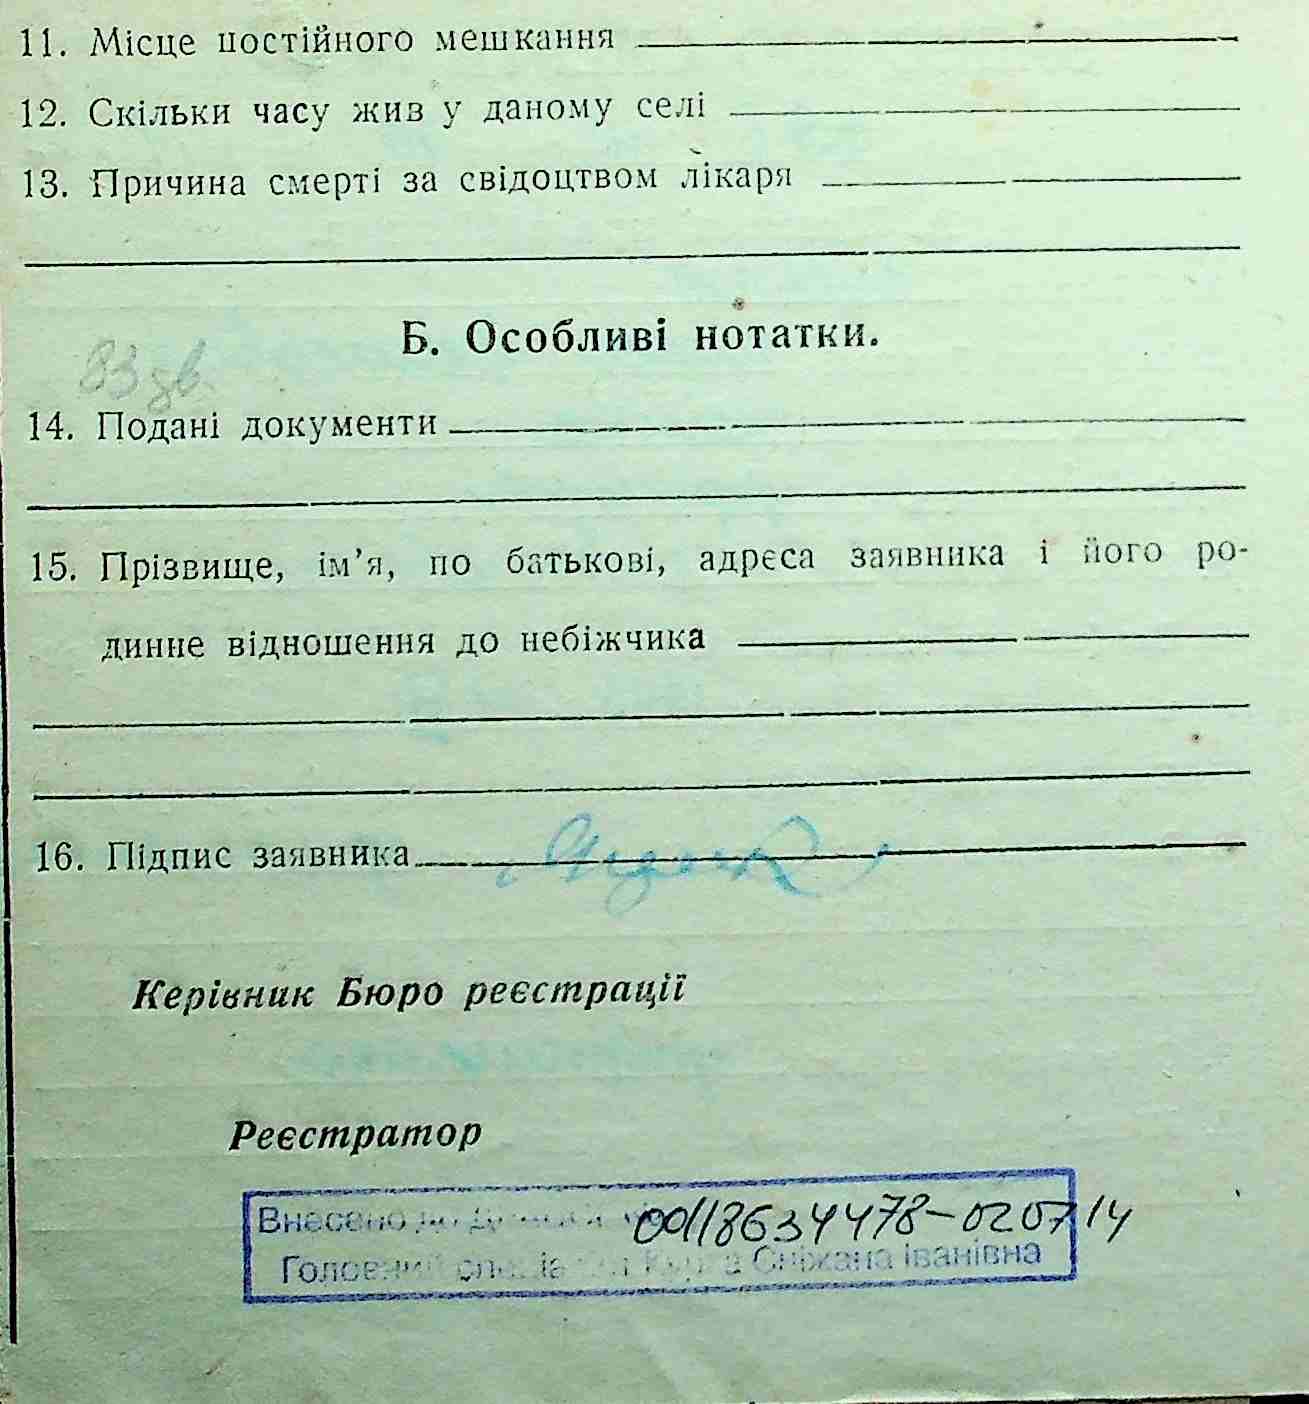 11. Місце постійного мешкання
12. Скільки часу жив у даному селі
13. Причина смерті за свідоцтвом лікаря
Б. Особливі нотатки.
14. Подані документи
15. Прізвище, ім’я, по батькові, адреса заявника і його ро-
динне відношення до небіжчика
16. Підпис заявника
Керівник Бюро реєстрації
Реєстратор
Внесено до 00118634478-020714
Головний Сніжана Іванівна